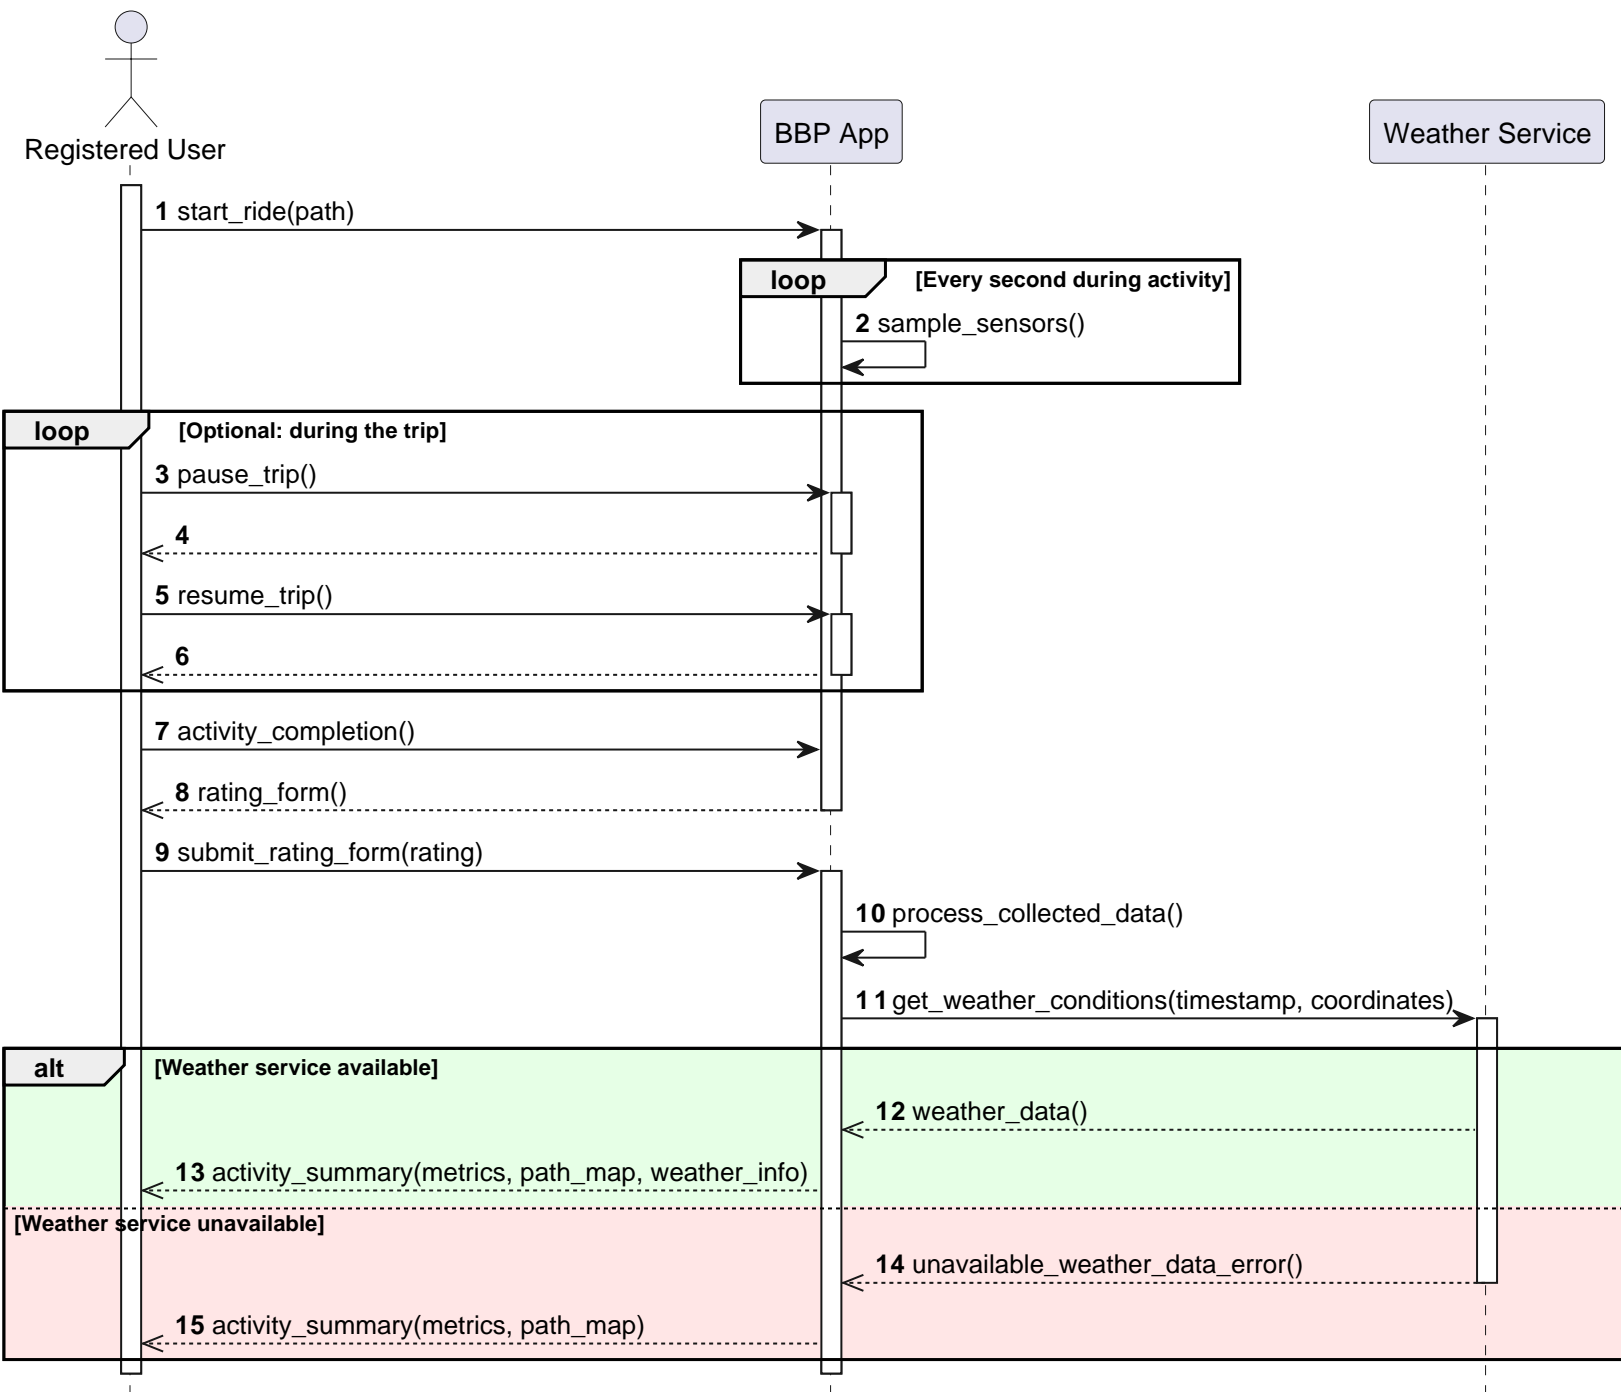 Registered User
BBP App
Weather Service
1 start_ride(path)
loop [Every second during activity]
2 sample_sensors()
loop [Optional: during the trip]
3 pause_trip()
4
5 resume_trip()
6
7 activity_completion()
8 rating_form()
9 submit_rating_form(rating)
10 process_collected_data()
11 get_weather_conditions(timestamp, coordinates)
alt [Weather service available]
12 weather_data()
13 activity_summary(metrics, path_map, weather_info)
[Weather service unavailable]
14 unavailable_weather_data_error()
15 activity_summary(metrics, path_map)